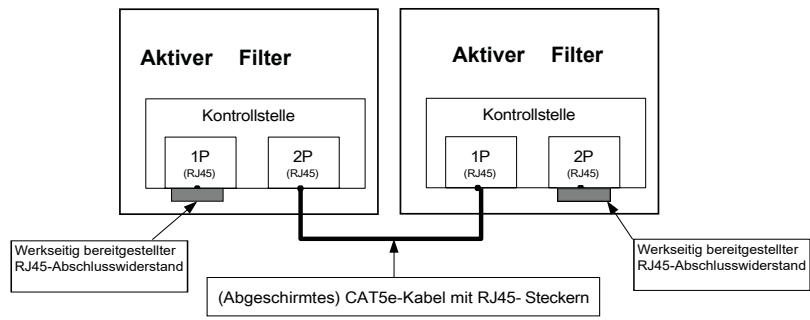 Aktiver Filter
Aktiver Filter
Kontrollstelle
Kontrollstelle
1P
(RJ45)
2P
(RJ45)
1P
(RJ45)
2P
(RJ45)
Werkseitig bereitgestellter
RJ45-Abschlusswiderstand
Werkseitig bereitgestellter
RJ45-Abschlusswiderstand
(Abgeschirmtes) CAT5e-Kabel mit RJ45- Steckern